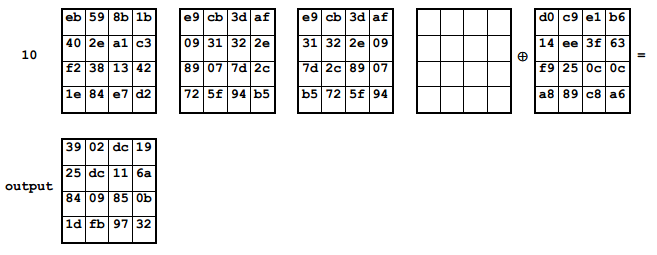 eb 59 8b 1b e9 cb 3d af e9 cb 3d af d0 c9 e1 b6
40 2e a1 c3 09 31 32 2e 31 32 2e 09 14 ee 3f 63
10 ⊕ =
f2 38 13 42 89 07 7d 2c 7d 2c 89 07 f9 25 0c 0c
1e 84 e7 d2 72 5f 94 b5 b5 72 5f 94 a8 89 c8 a6
39 02 dc 19
25 dc 11 6a
output
84 09 85 0b
1d fb 97 32